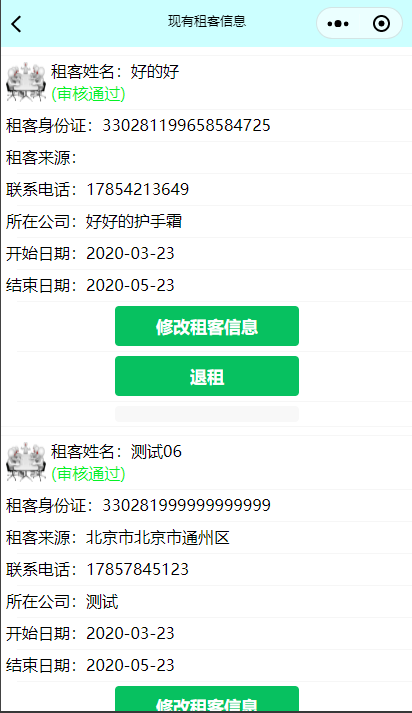 现有租客信息
租客姓名：好的好
(审核通过)
租客身份证：330281199658584725
租客来源：
联系电话：17854213649
所在公司：好好的护手霜
开始日期：2020-03-23
结束日期：2020-05-23
修改租客信息
退租
租客姓名：测试06
(审核通过)
租客身份证：330281999999999999
租客来源：北京市北京市通州区
联系电话：17857845123
所在公司：测试
开始日期：2020-03-23
结束日期：2020-05-23
修改租客信息